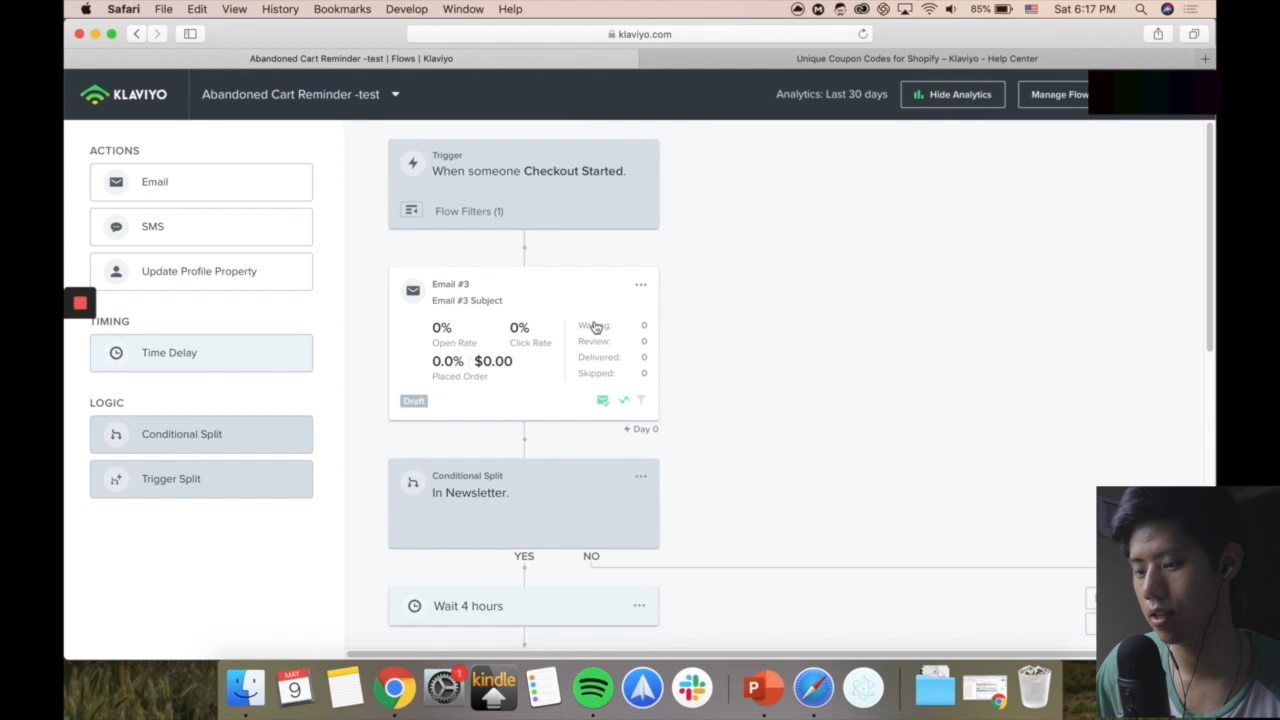 Safari File Edit View History Bookmarks Develop Window Help
85% Sat 6:17 PM
klaviyo.com
Abandoned Cart Reminder -test | Flows | Klaviyo
Unique Coupon Codes for Shopify – Klaviyo - Help Center
KLAVIYO
Abandoned Cart Reminder -test
Analytics: Last 30 days
Hide Analytics
Manage Flow
ACTIONS
Email
SMS
Update Profile Property
TIMING
Time Delay
LOGIC
Conditional Split
Trigger Split
Trigger
When someone Checkout Started.
Flow Filters (1)
Email #3
Email #3 Subject
0% 0%
Open Rate Click Rate
0.0% / $0.00
Placed Order
0
Review: 0
Delivered: 0
Skipped: 0
Draft
Day 0
Conditional Split
In Newsletter.
YES NO
Wait 4 hours
MAY
9
1
kindle